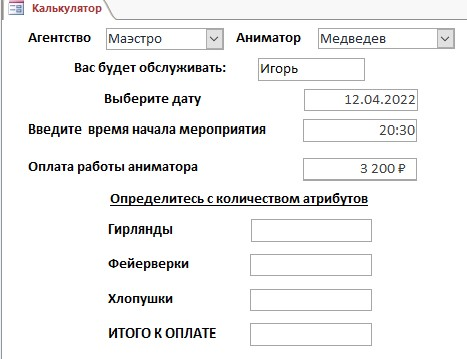 Калькулятор
Агентство Маэстро Аниматор Медведев
Вас будет обслуживать: Игорь
Выберите дату 12.04.2022
Введите время начала мероприятия 20:30
Оплата работы аниматора 3 200 ₽
Определитесь с количеством атрибутов
Гирлянды
Фейерверки
Хлопушки
ИТОГО К ОПЛАТЕ